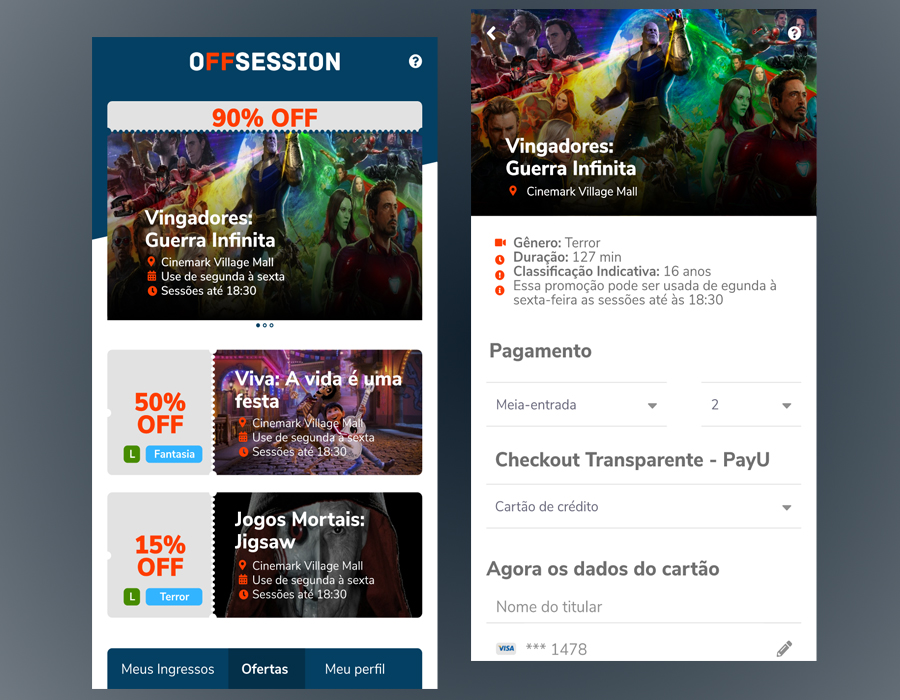 OFFSESSION
90% OFF
Vingadores:
Guerra Infinita
Cinemark Village Mall
Use de segunda à sexta
Sessões até 18:30
50%
OFF
L Fantasia
Viva: A vida é uma
festa
Cinemark Village Mall
Use de segunda à sexta
Sessões até 18:30
15%
OFF
L Terror
Jogos Mortais:
Jigsaw
Cinemark Village Mall
Use de segunda à sexta
Sessões até 18:30
Meus Ingressos Ofertas Meu perfil
Vingadores:
Guerra Infinita
Cinemark Village Mall
Gênero: Terror
Duração: 127 min
Classificação Indicativa: 16 anos
Essa promoção pode ser usada de egunda à
sexta-feira as sessões até às 18:30
Pagamento
Meia-entrada 2
Checkout Transparente - PayU
Cartão de crédito
Agora os dados do cartão
Nome do titular
VISA *** 1478